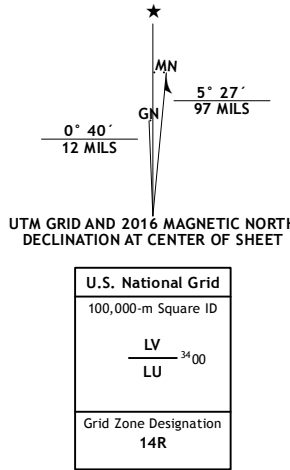 ★
MN
GN
5° 27´
97 MILS
0° 40´
12 MILS
UTM GRID AND 2016 MAGNETIC NORTH
DECLINATION AT CENTER OF SHEET
U.S. National Grid
100,000-m Square ID
LV
3400
LU
Grid Zone Designation
14R